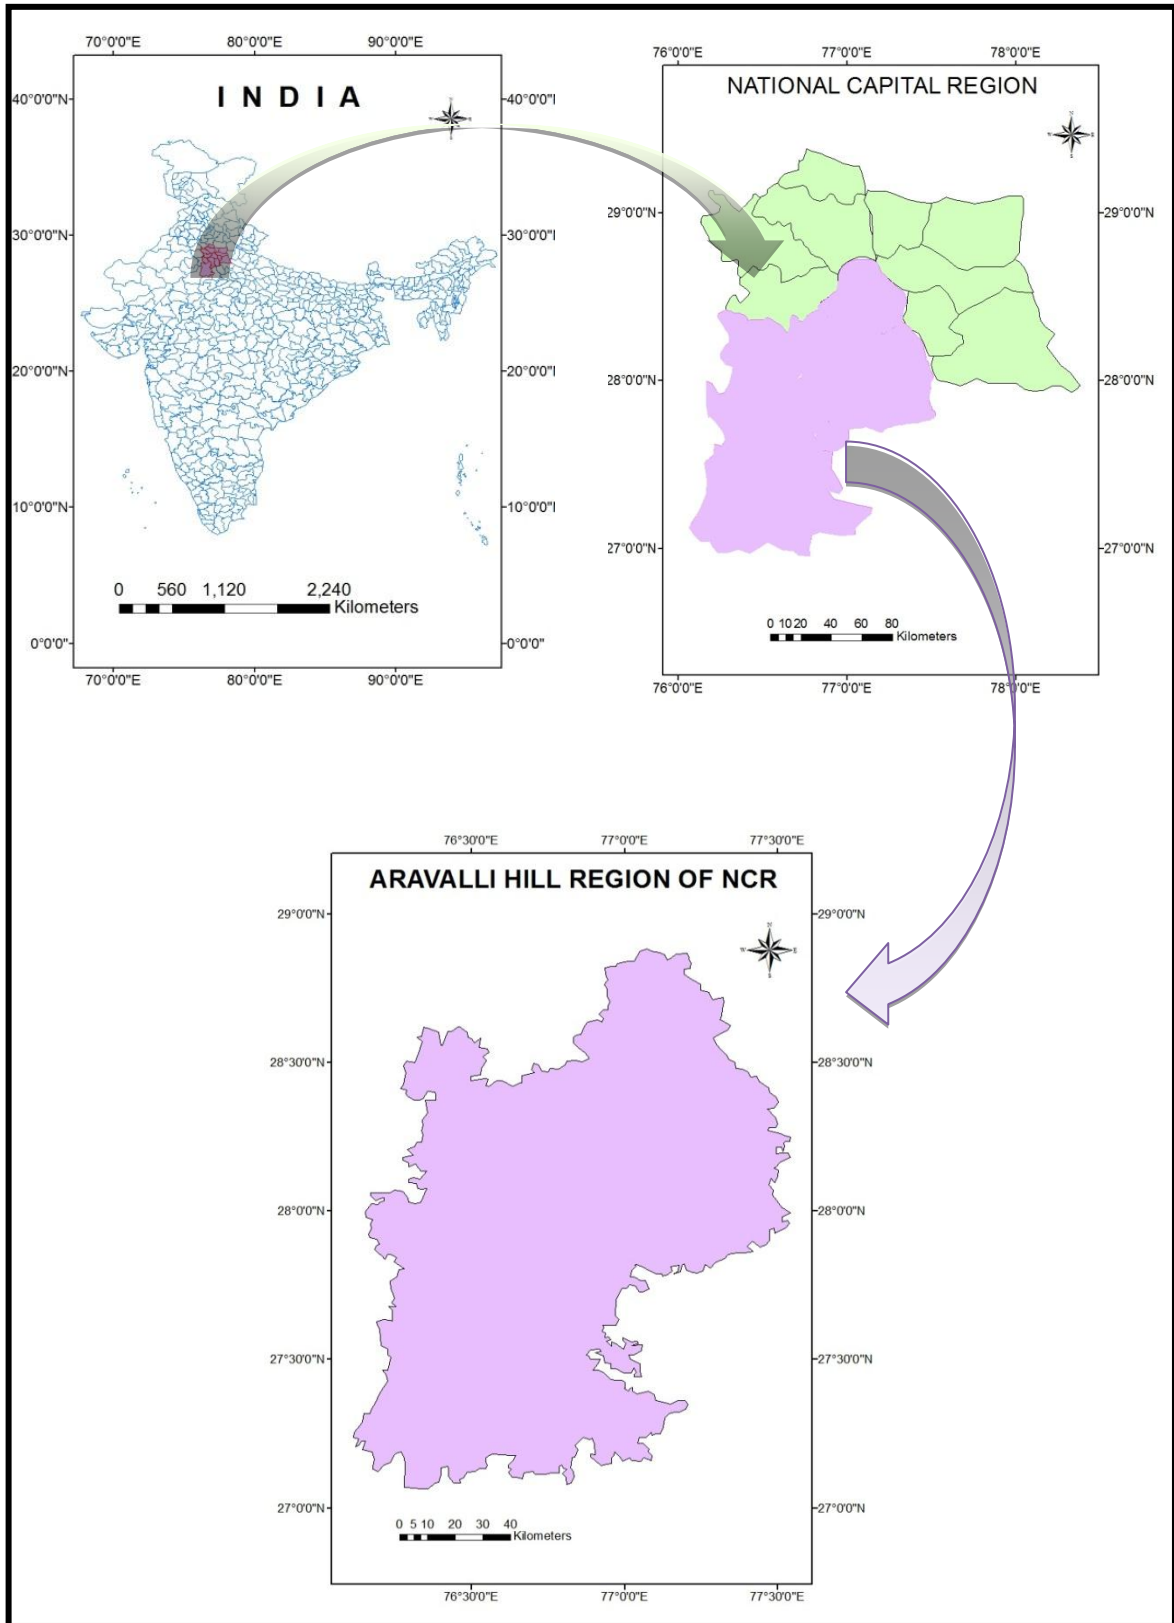 70°0'0"E 80°0'0"E 90°0'0"E
40°0'0"N 40°0'0"I
I N D I A
N
W E
S
30°0'0"N 30°0'0"I
20°0'0"N 20°0'0"I
10°0'0"N 10°0'0"I
0 560 1,120 2,240
Kilometers
0°0'0" 0°0'0"
70°0'0"E 80°0'0"E 90°0'0"E
76°0'0"E 77°0'0"E 78°0'0"E
NATIONAL CAPITAL REGION
N
W E
S
29°0'0"N 29°0'0"N
28°0'0"N 28°0'0"N
27°0'0"N 27°0'0"N
0 10 20 40 60 80
Kilometers
76°0'0"E 77°0'0"E 78°0'0"E
76°30'0"E 77°0'0"E 77°30'0"E
ARAVALLI HILL REGION OF NCR
29°0'0"N 29°0'0"N
N
W E
S
28°30'0"N 28°30'0"N
28°0'0"N 28°0'0"N
27°30'0"N 27°30'0"N
27°0'0"N 27°0'0"N
0 5 10 20 30 40
Kilometers
76°30'0"E 77°0'0"E 77°30'0"E